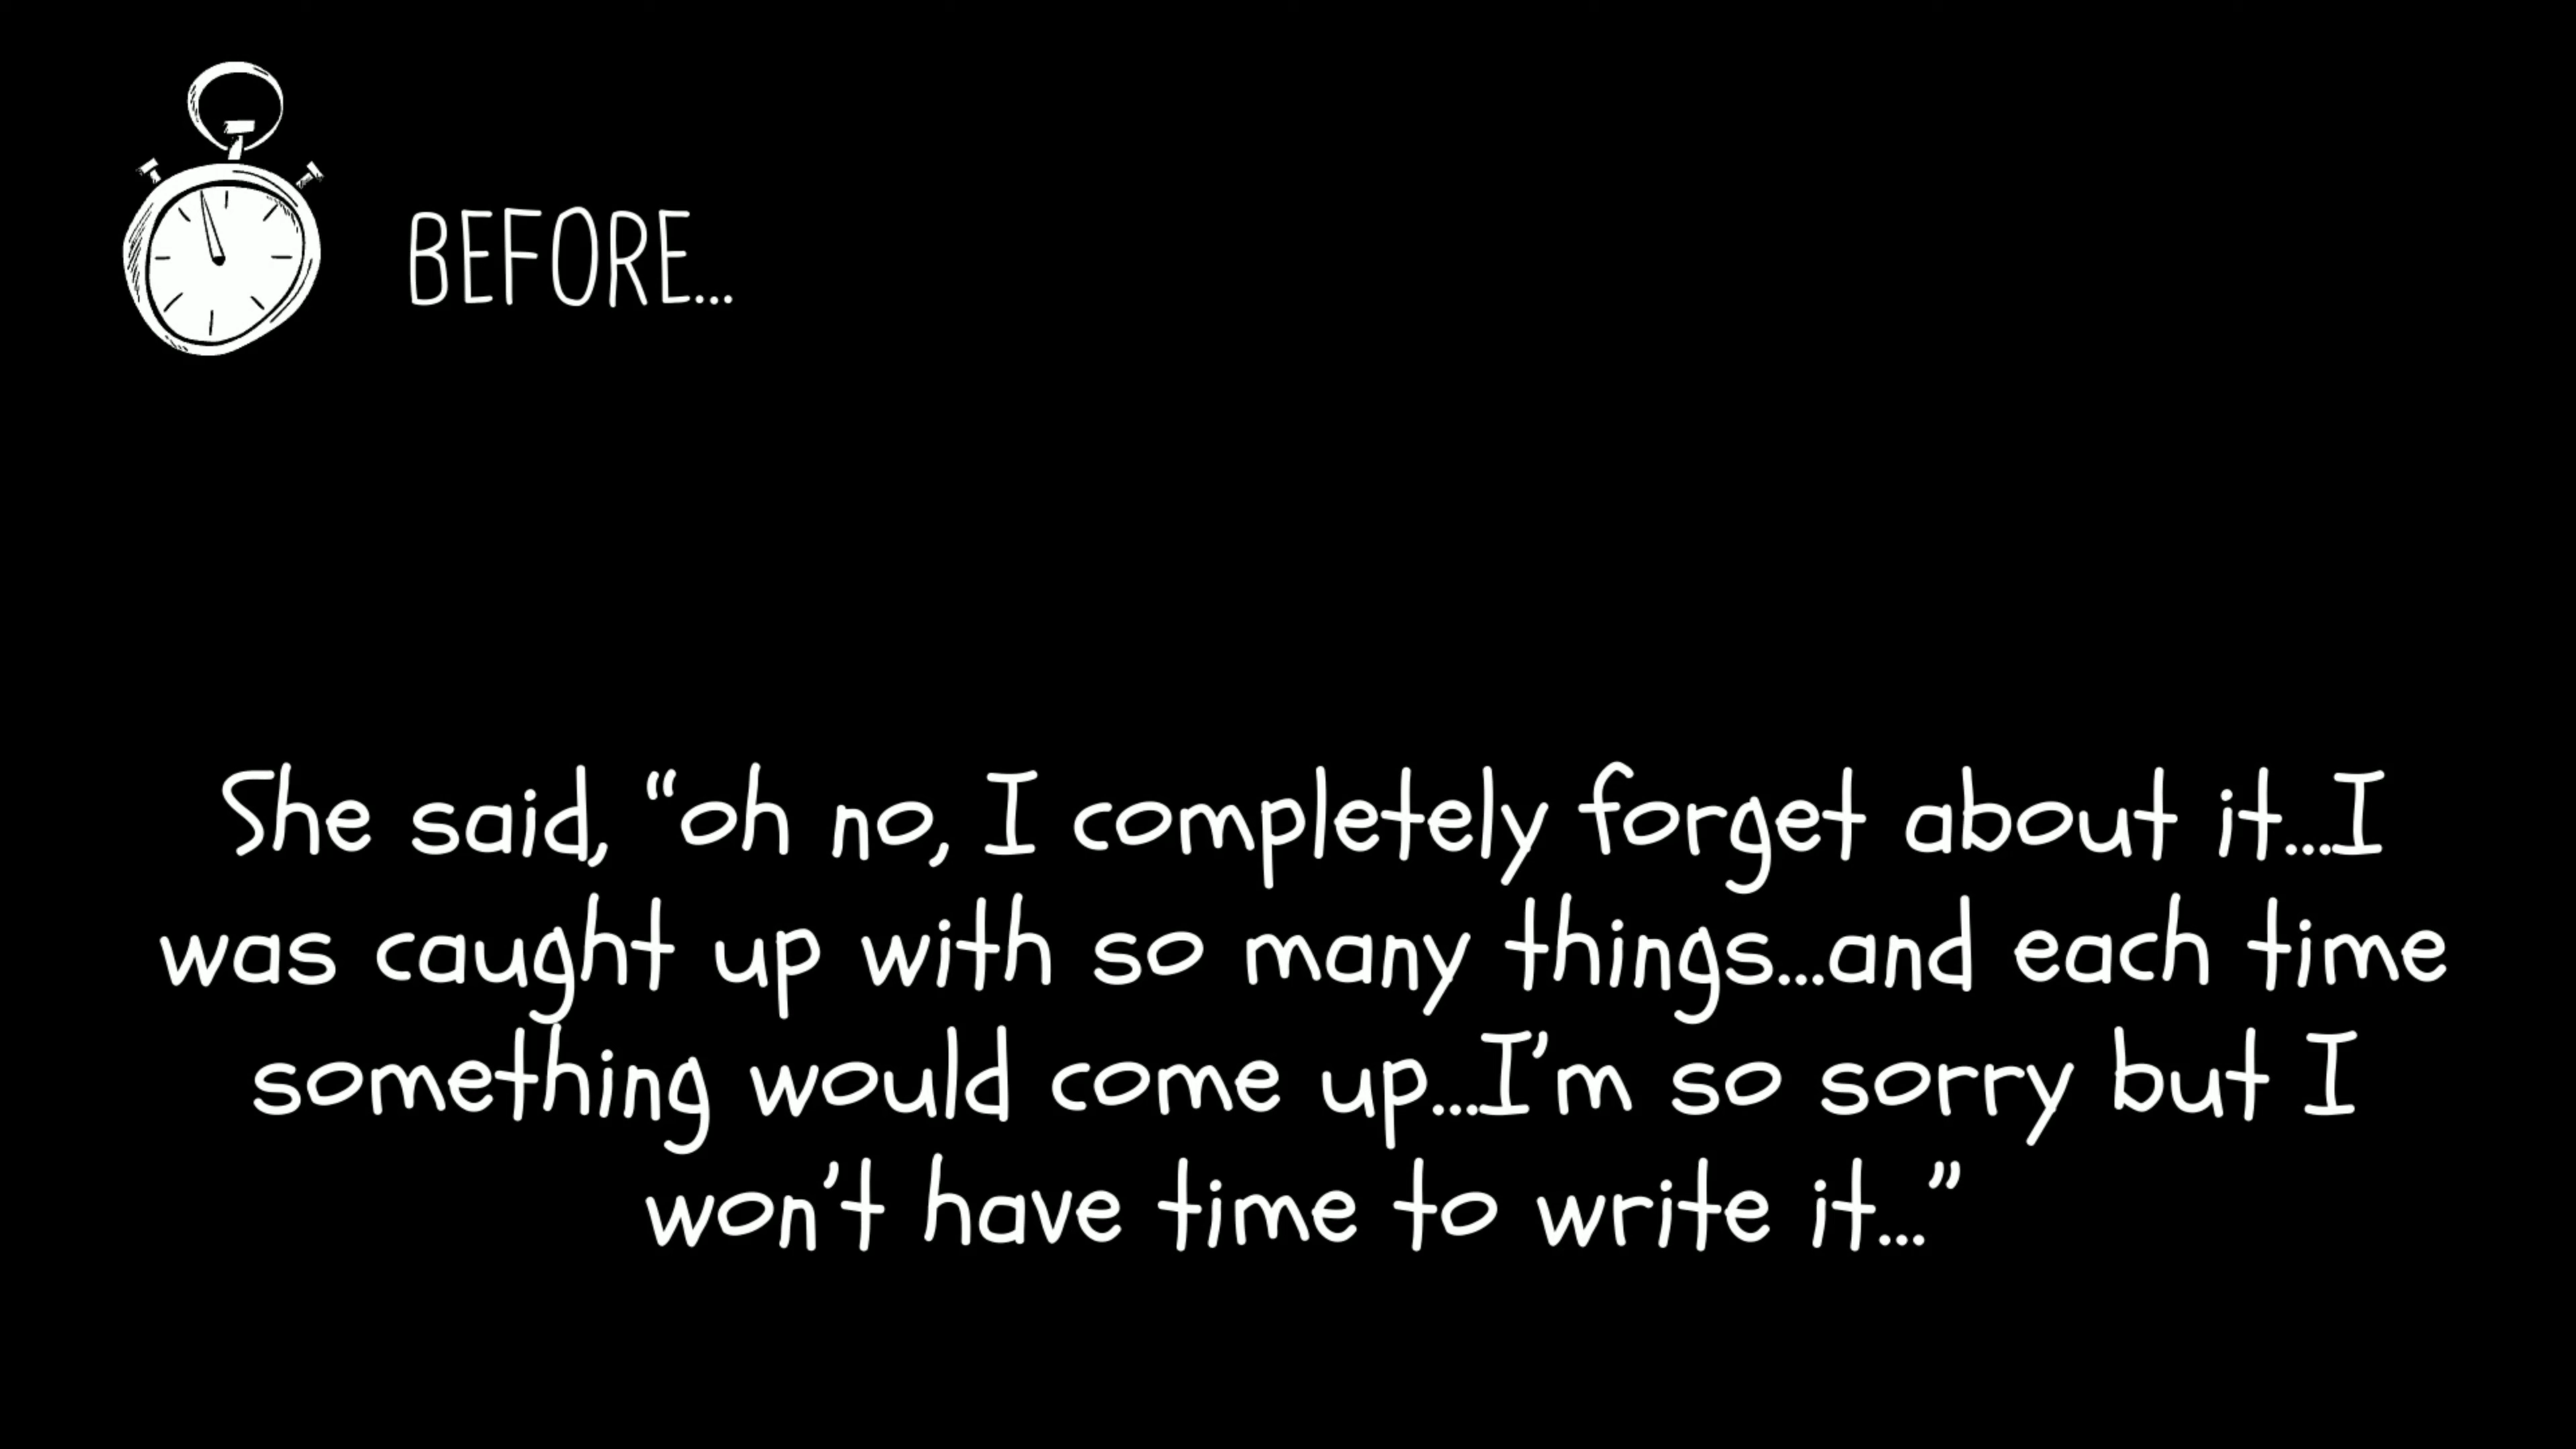 BEFORE...
She said, “oh no, I completely forget about it...I
was caught up with so many things...and each time
something would come up...I’m so sorry but I
won’t have time to write it...”